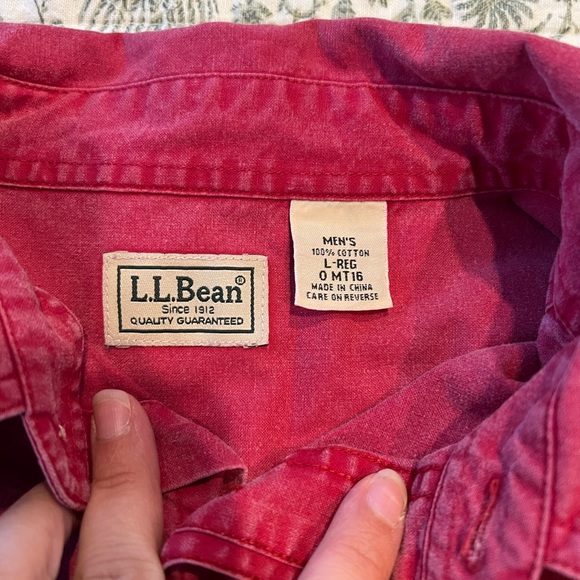 L.L.Bean®
Since 1912
QUALITY GUARANTEED
MEN'S
100% COTTON
L-REG
0 MT16
MADE IN CHINA
CARE ON REVERSE